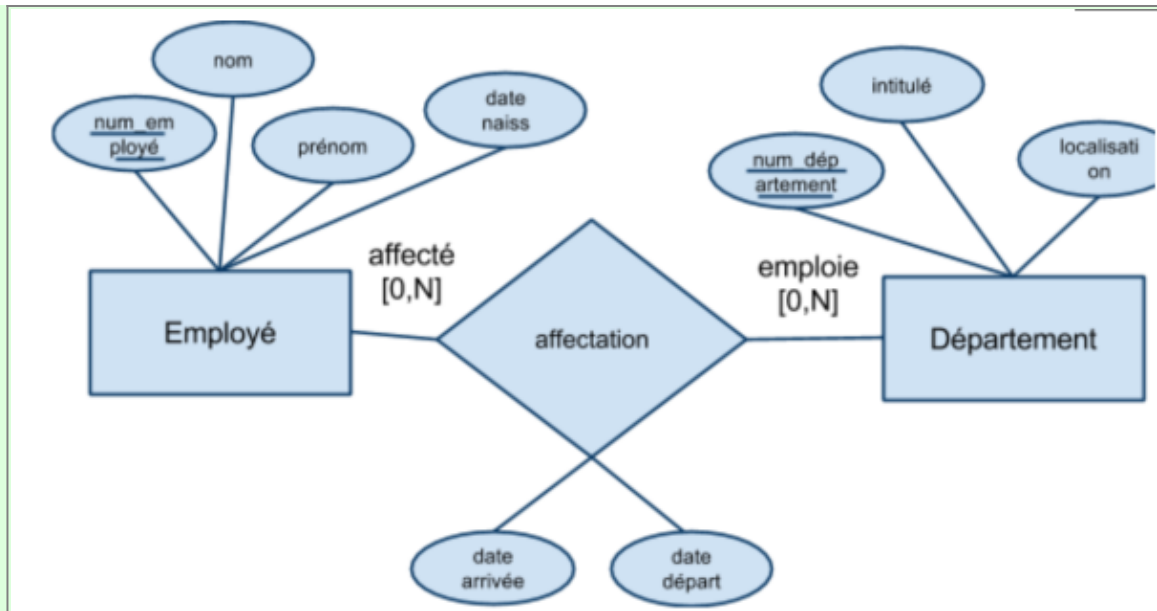 nom
num_em
ployé
prénom
date
naiss
intitulé
num_dép
artement
localisati
on
affecté
[0,N]
emploie
[0,N]
Employé
affectation
Département
date
arrivée
date
départ